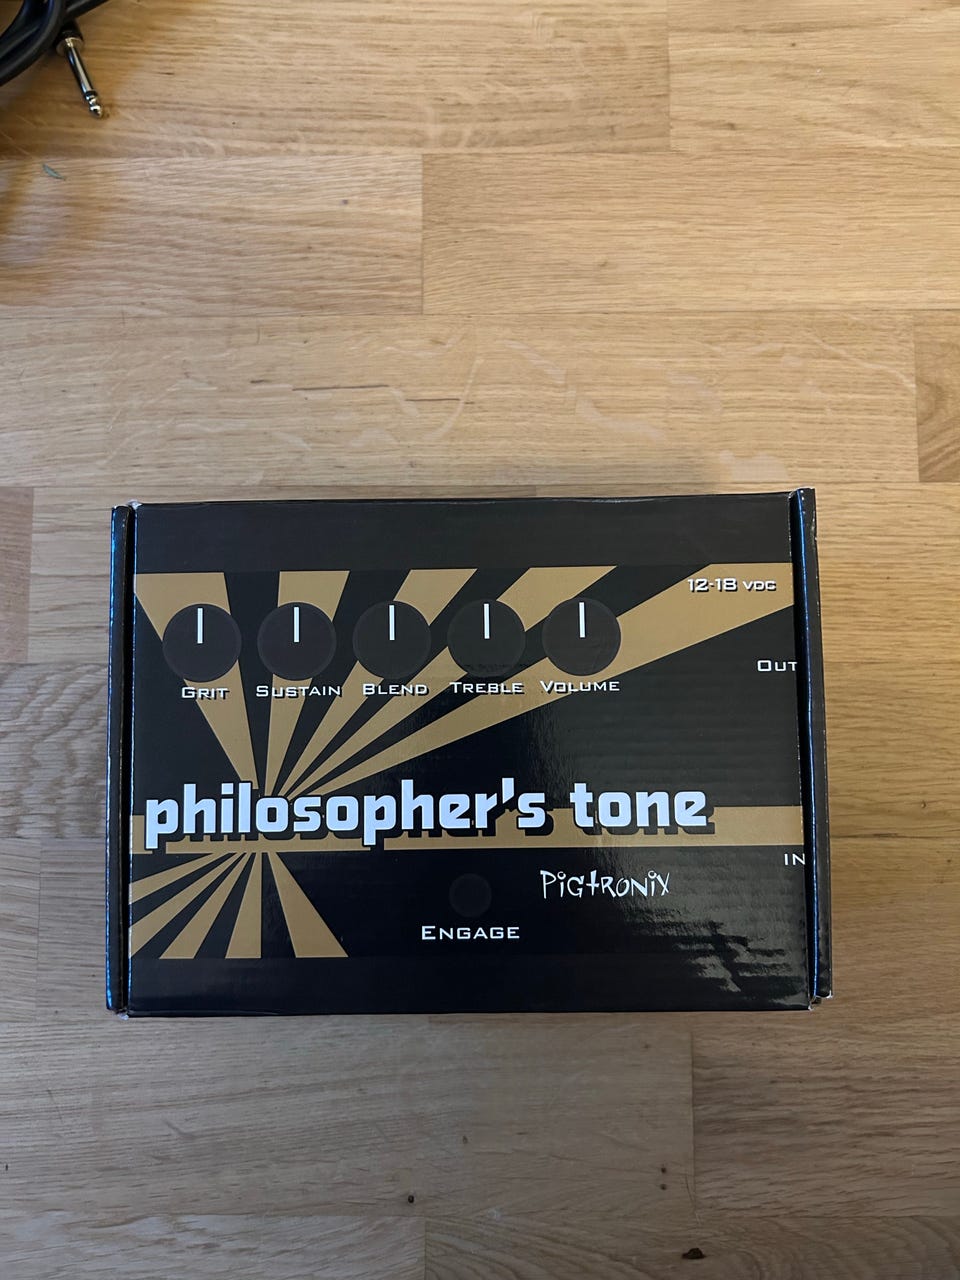 12-18 VDC
OUT
GRIT SUSTAIN BLEND TREBLE VOLUME
philosopher's tone
IN
PIGTRONIX
ENGAGE